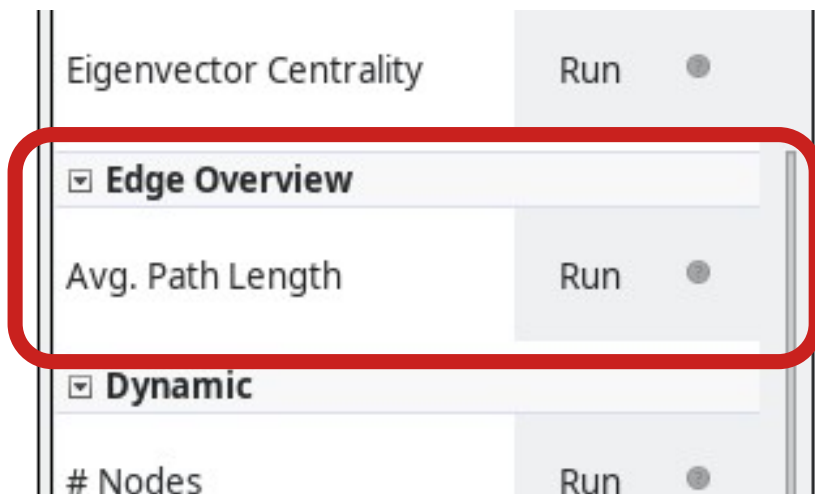 Eigenvector Centrality Run
Edge Overview
Avg. Path Length Run
Dynamic
# Nodes Run